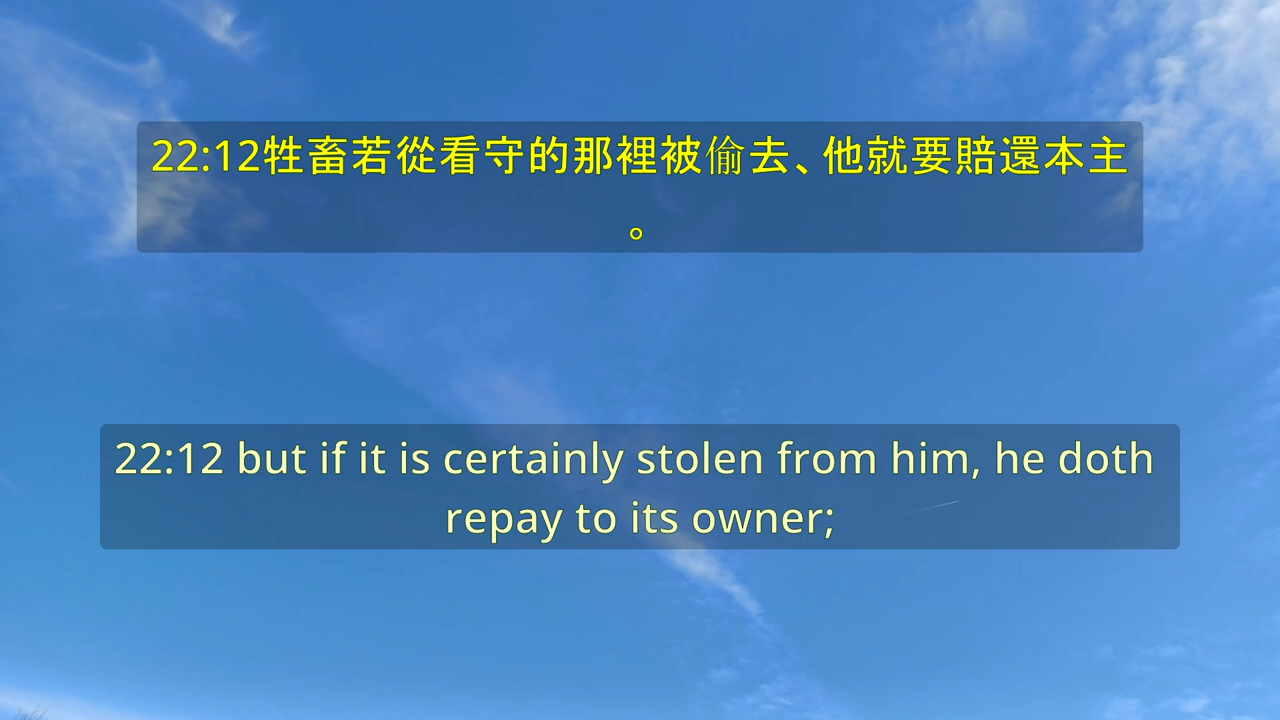 22:12牲畜若從看守的那裡被偷去、他就要賠還本主
。
22:12 but if it is certainly stolen from him, he doth
repay to its owner;